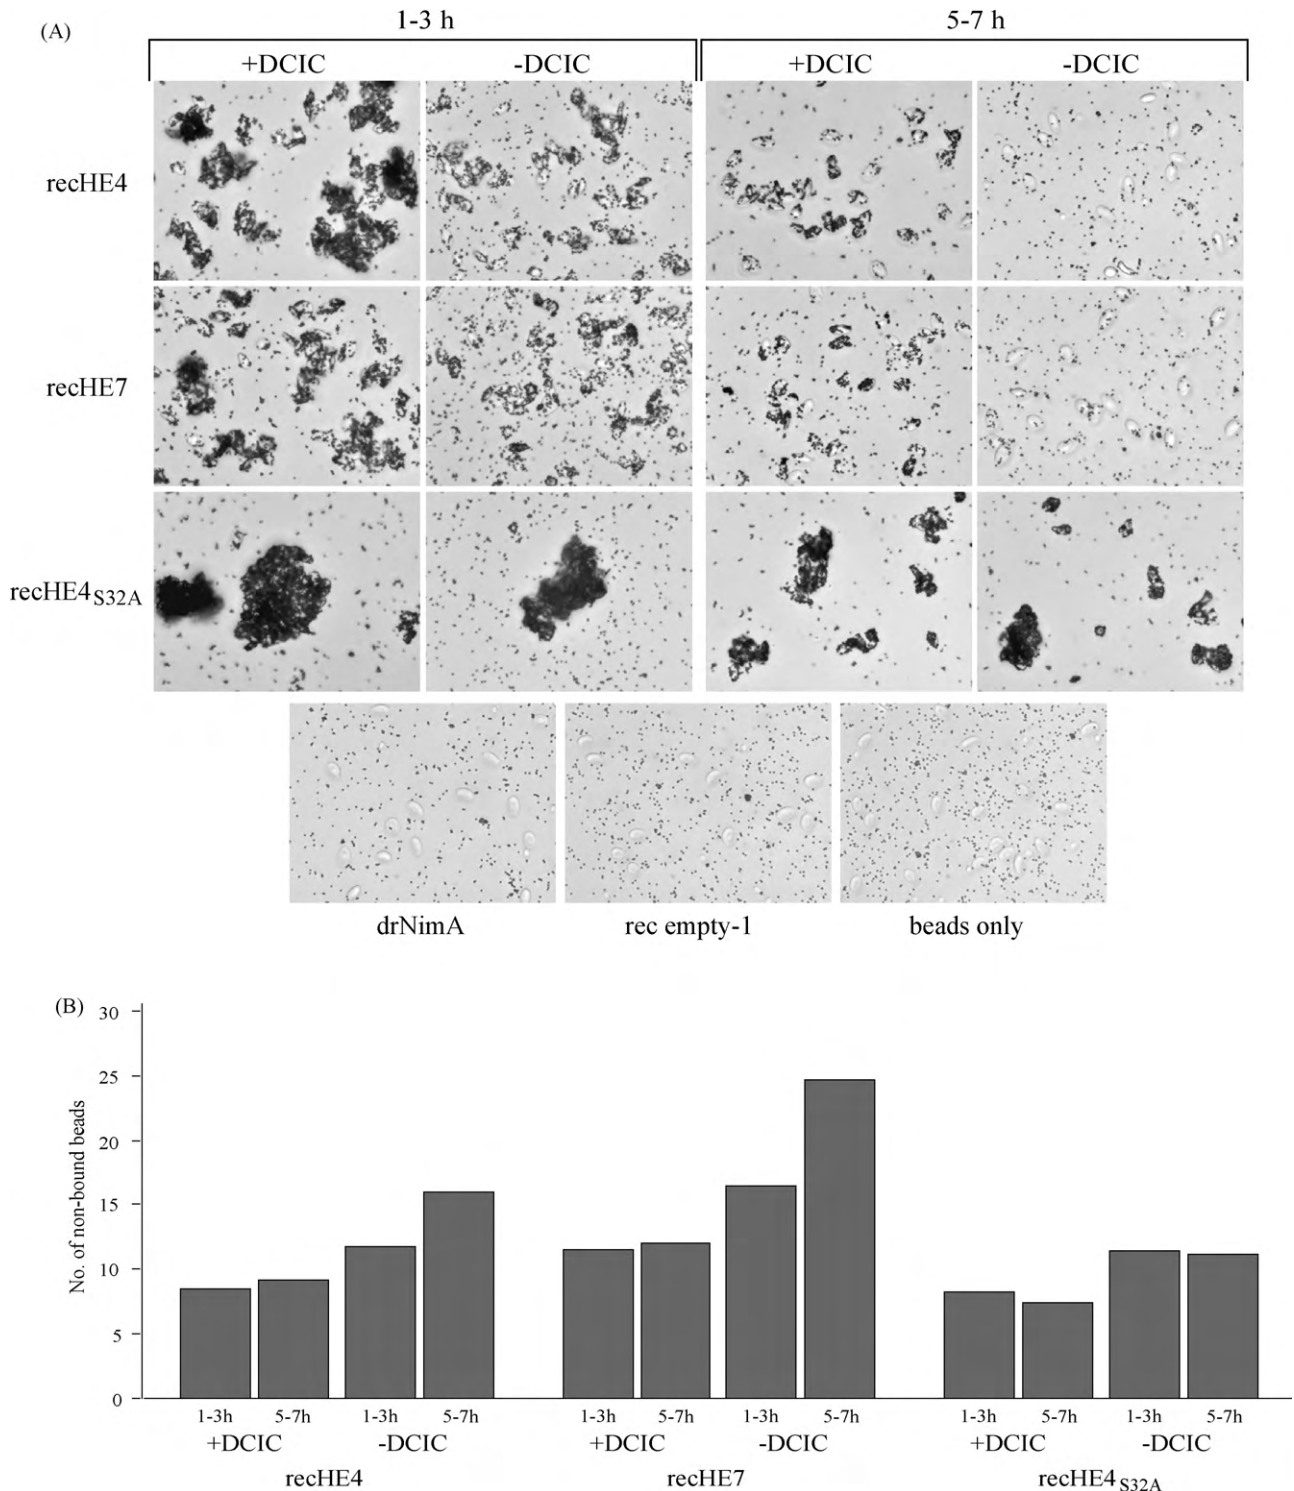 (A)
1-3 h 5-7 h
+DCIC -DCIC +DCIC -DCIC
recHE4
recHE7
recHE4S32A
drNimA rec empty-1 beads only
(B)
No. of non-bound beads
30
25
20
15
10
5
0
1-3h 5-7h 1-3h 5-7h 1-3h 5-7h 1-3h 5-7h 1-3h 5-7h 1-3h 5-7h
+DCIC -DCIC +DCIC -DCIC +DCIC -DCIC
recHE4 recHE7 recHE4S32A